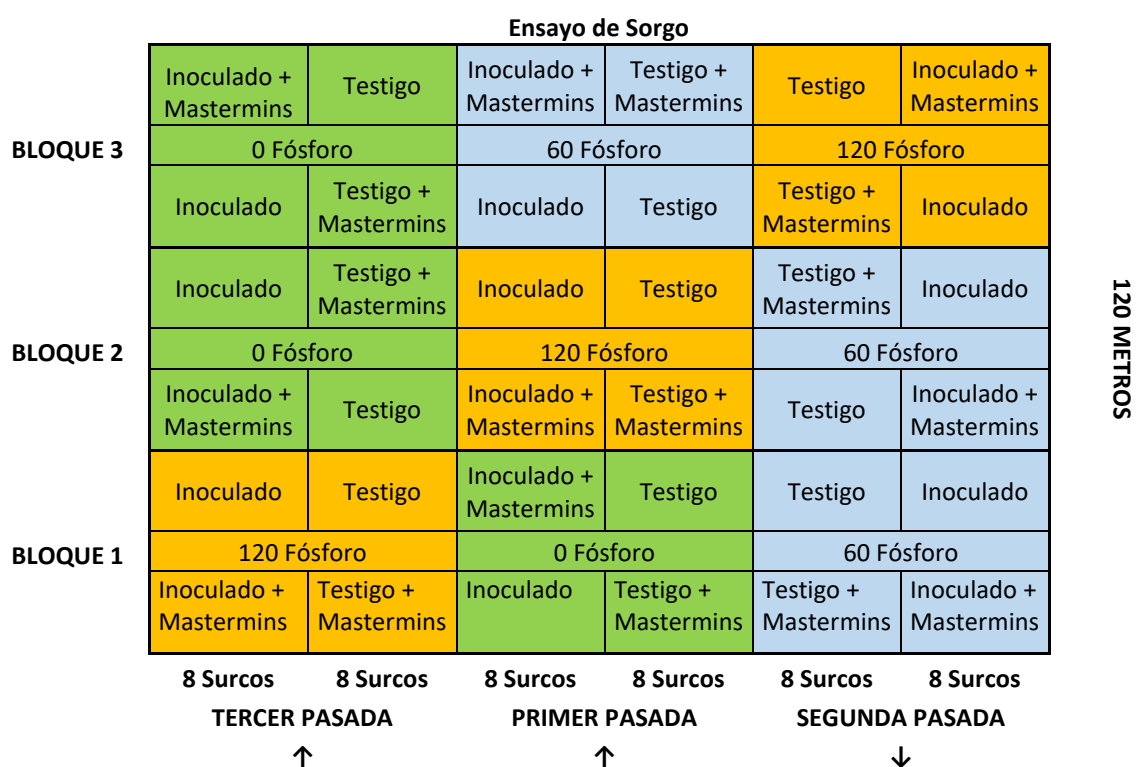 Ensayo de Sorgo
Inoculado + Mastermins Testigo Inoculado + Mastermins Testigo + Mastermins Testigo Inoculado + Mastermins
BLOQUE 3 0 Fósforo 60 Fósforo 120 Fósforo
Inoculado Testigo + Mastermins Inoculado Testigo Testigo + Mastermins Inoculado
Inoculado Testigo + Mastermins Inoculado Testigo Testigo + Mastermins Inoculado
BLOQUE 2 0 Fósforo 120 Fósforo 60 Fósforo
Inoculado + Mastermins Testigo Inoculado + Mastermins Testigo + Mastermins Testigo Inoculado + Mastermins
Inoculado Testigo Inoculado + Mastermins Testigo Testigo Inoculado
BLOQUE 1 120 Fósforo 0 Fósforo 60 Fósforo
Inoculado + Mastermins Testigo + Mastermins Inoculado Testigo + Mastermins Testigo + Mastermins Inoculado + Mastermins
8 Surcos 8 Surcos 8 Surcos 8 Surcos 8 Surcos 8 Surcos
TERCER PASADA PRIMER PASADA SEGUNDA PASADA
↑ ↑ ↓
120 METROS